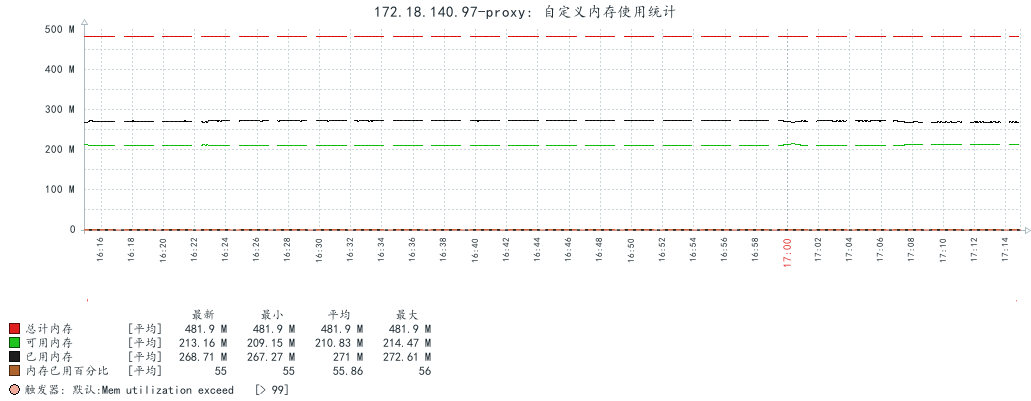 172.18.140.97-proxy: 自定义内存使用统计
500 M
400 M
300 M
200 M
100 M
0
16:16 16:18 16:20 16:22 16:24 16:26 16:28 16:30 16:32 16:34 16:36 16:38 16:40 16:42 16:44 16:46 16:48 16:50 16:52 16:54 16:56 16:58 17:00 17:02 17:04 17:06 17:08 17:10 17:12 17:14
最新 最小 平均 最大
总计内存 [平均] 481.9 M 481.9 M 481.9 M 481.9 M
可用内存 [平均] 213.16 M 209.15 M 210.83 M 214.47 M
已用内存 [平均] 268.71 M 267.27 M 271 M 272.61 M
内存已用百分比 [平均] 55 55 55.86 56
触发器: 默认:Mem utilization exceed [> 99]